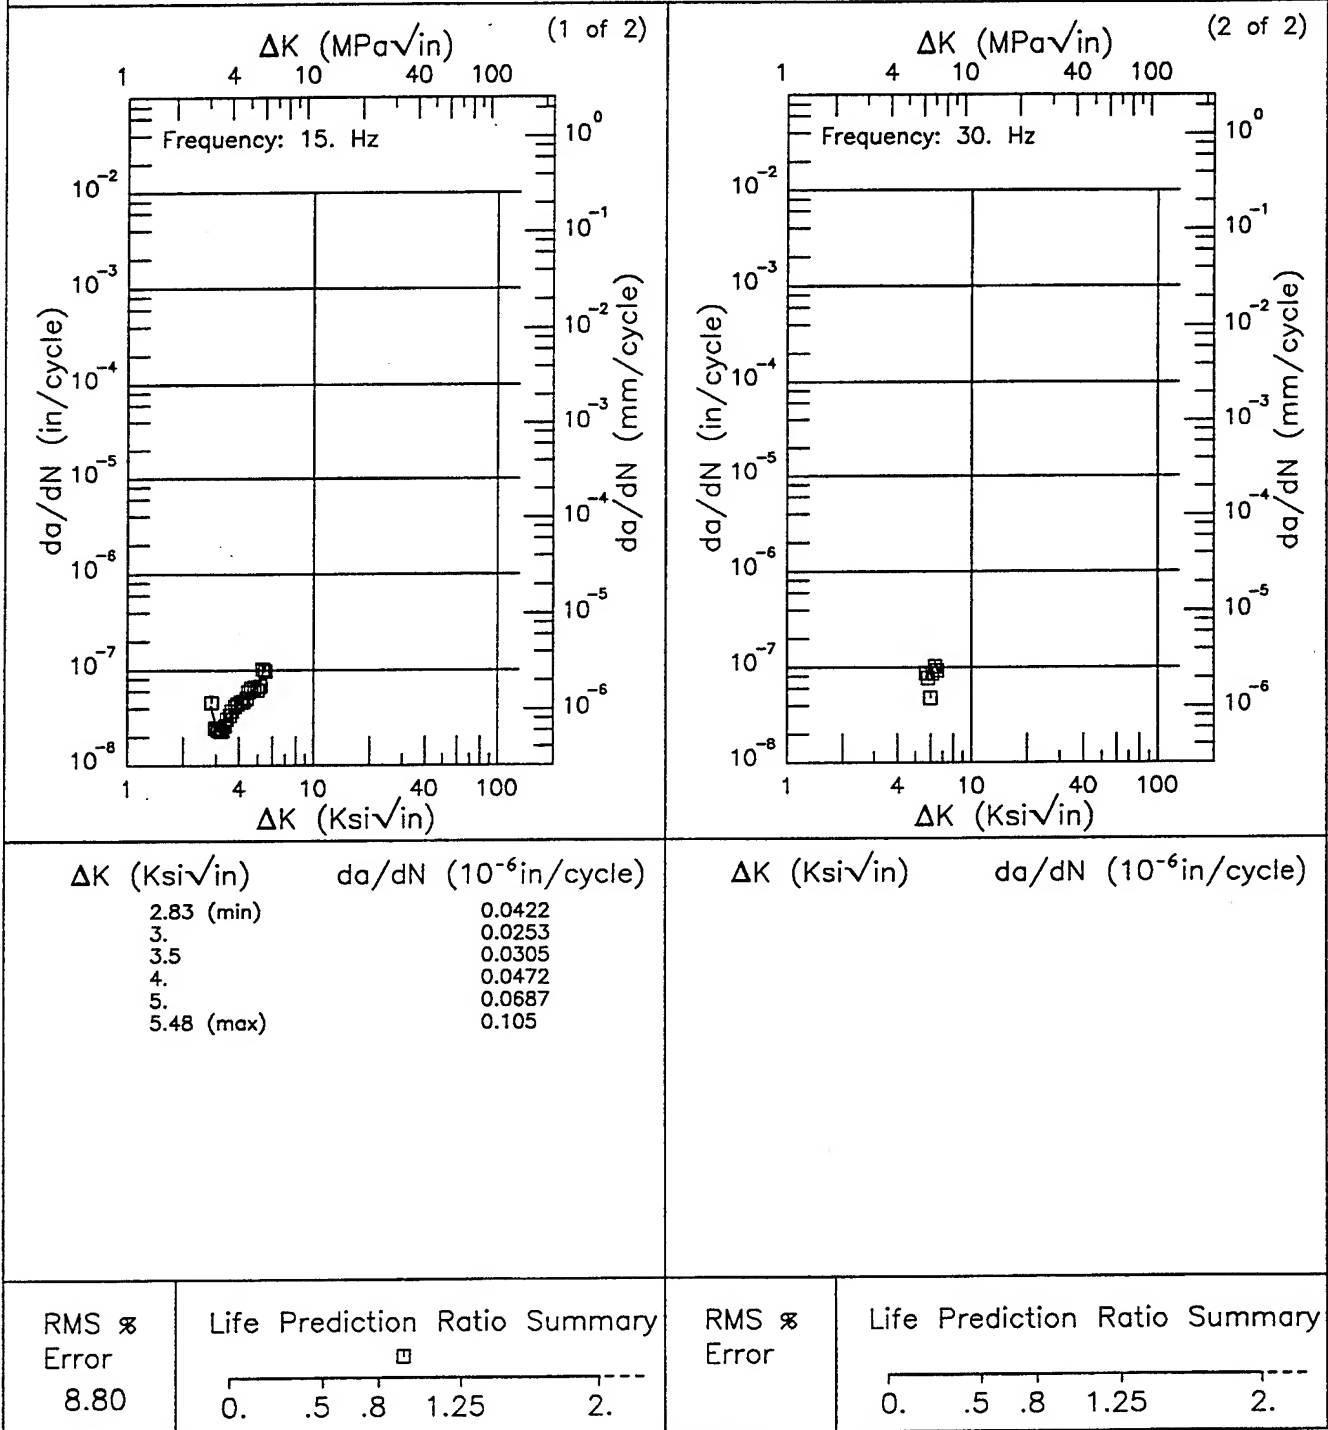 (1 of 2)
ΔK (MPa√in)
1 4 10 40 100
Frequency: 15. Hz
10⁰
10⁻¹
10⁻²
10⁻³
10⁻⁴
10⁻⁵
10⁻⁶
da/dN (mm/cycle)
10⁻²
10⁻³
10⁻⁴
10⁻⁵
10⁻⁶
10⁻⁷
10⁻⁸
da/dN (in/cycle)
1 4 10 40 100
ΔK (Ksi√in)
ΔK (Ksi√in) da/dN (10⁻⁶in/cycle)
2.83 (min) 0.0422
3. 0.0253
3.5 0.0305
4. 0.0472
5. 0.0687
5.48 (max) 0.105
RMS %
Error
8.80
Life Prediction Ratio Summary
0. .5 .8 1.25 2.
(2 of 2)
ΔK (MPa√in)
1 4 10 40 100
Frequency: 30. Hz
10⁰
10⁻¹
10⁻²
10⁻³
10⁻⁴
10⁻⁵
10⁻⁶
da/dN (mm/cycle)
10⁻²
10⁻³
10⁻⁴
10⁻⁵
10⁻⁶
10⁻⁷
10⁻⁸
da/dN (in/cycle)
1 4 10 40 100
ΔK (Ksi√in)
ΔK (Ksi√in) da/dN (10⁻⁶in/cycle)
RMS %
Error
Life Prediction Ratio Summary
0. .5 .8 1.25 2.